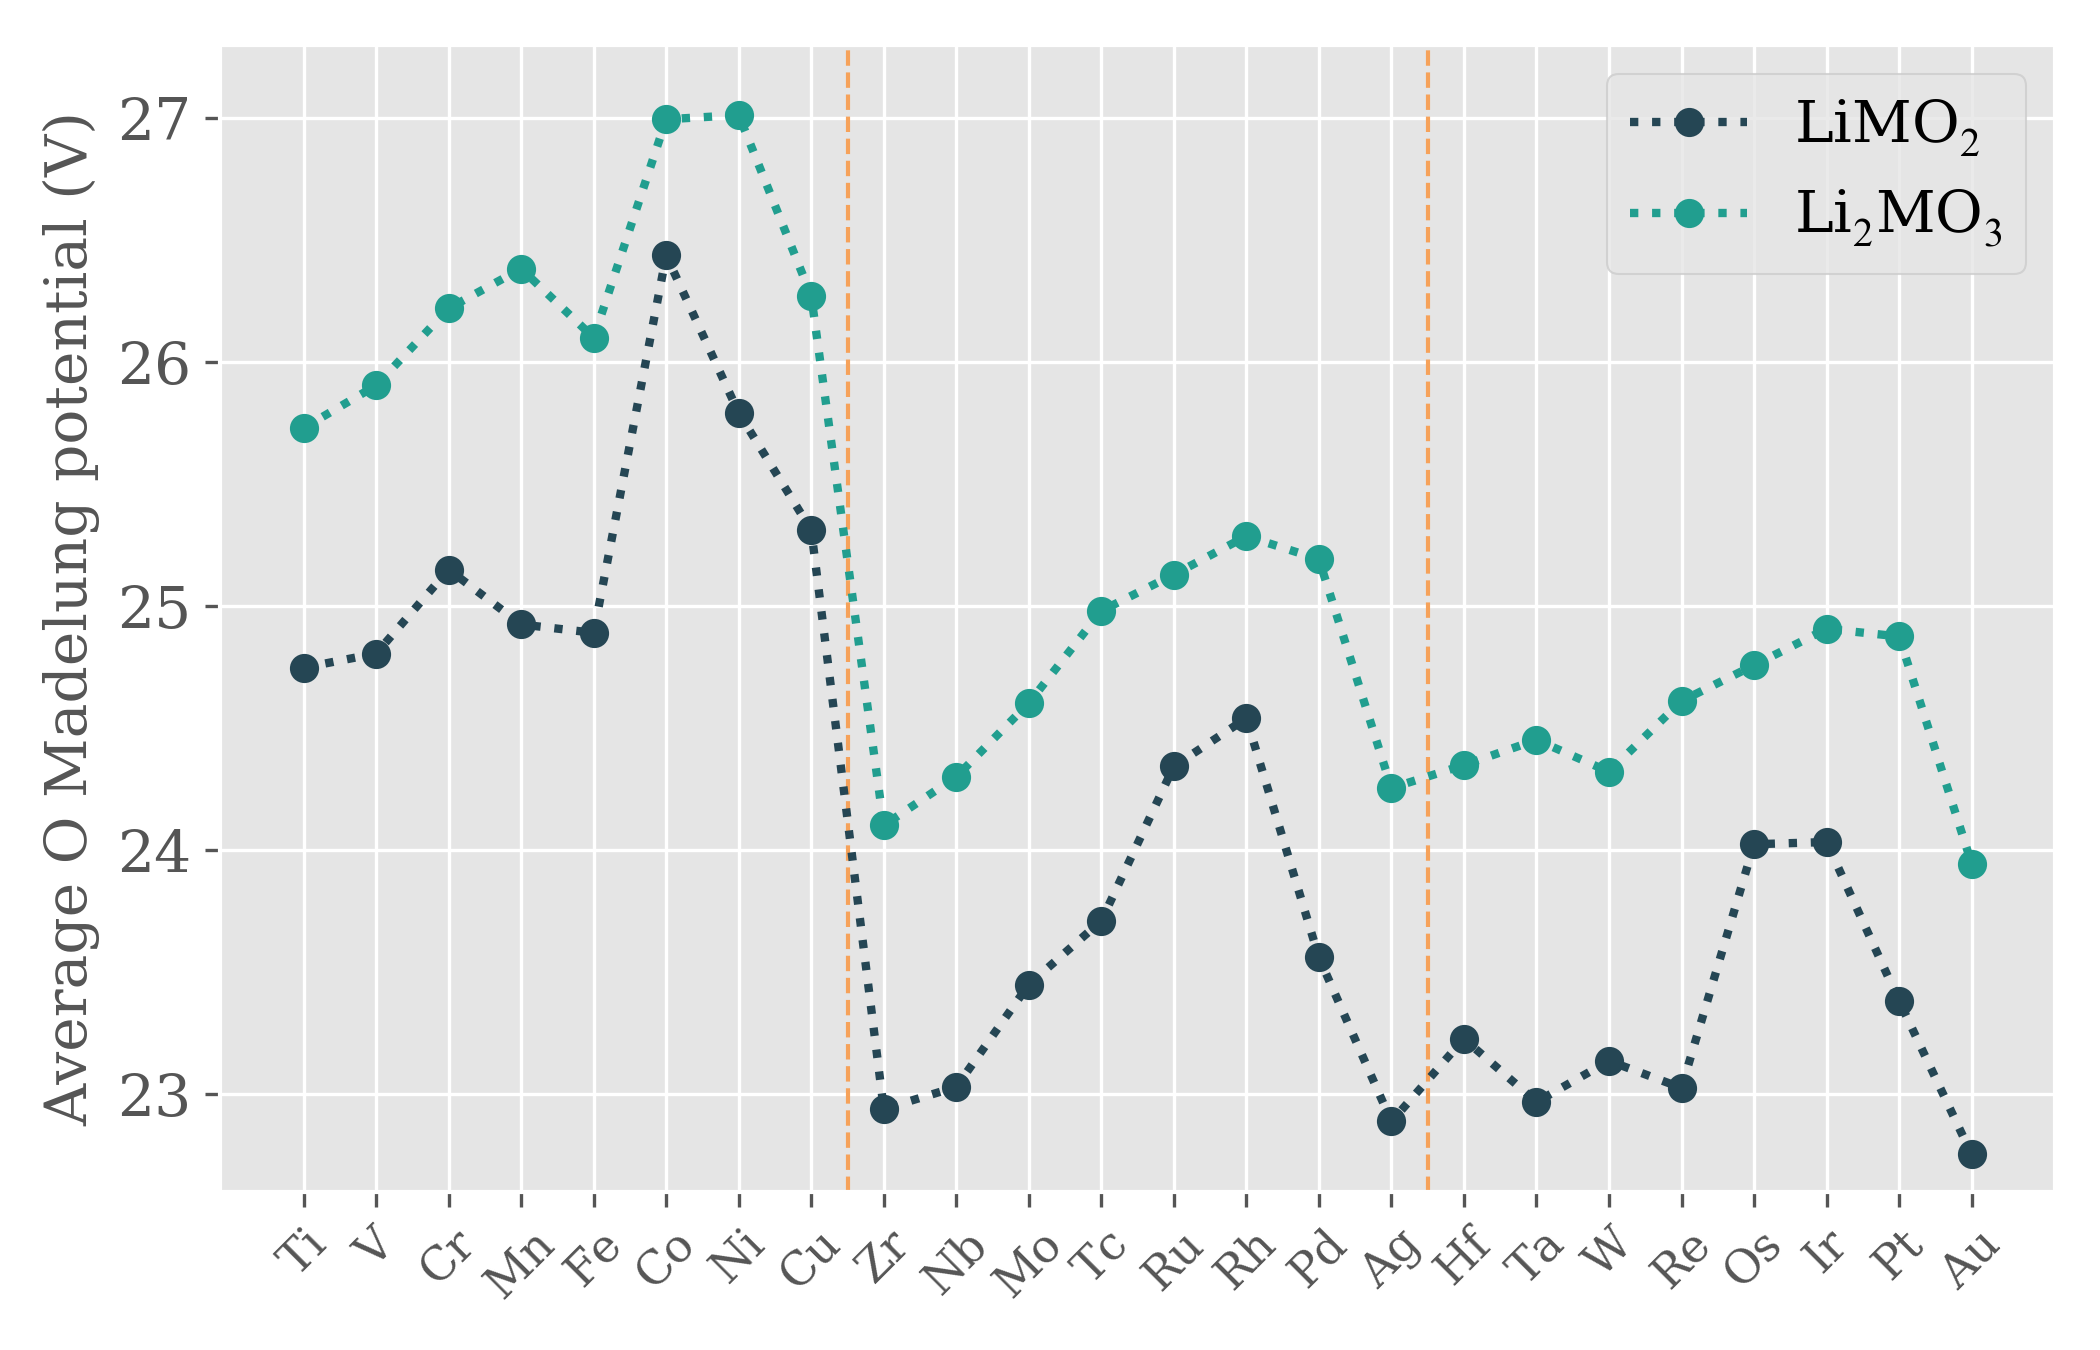 Average O Madelung potential (V)
27
26
25
24
23
LiMO₂
Li₂MO₃
Ti V Cr Mn Fe Co Ni Cu Zr Nb Mo Tc Ru Rh Pd Ag Hf Ta W Re Os Ir Pt Au